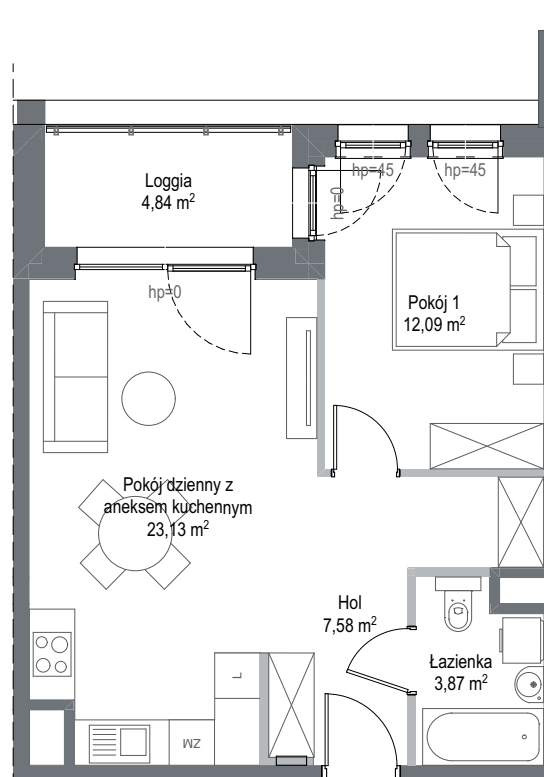 Loggia
4,84 m²
hp=45
hp=45
hp=0
hp=0
Pokój 1
12,09 m²
Pokój dzienny z
aneksem kuchennym
23,13 m²
Hol
7,58 m²
Łazienka
3,87 m²
L
ZM